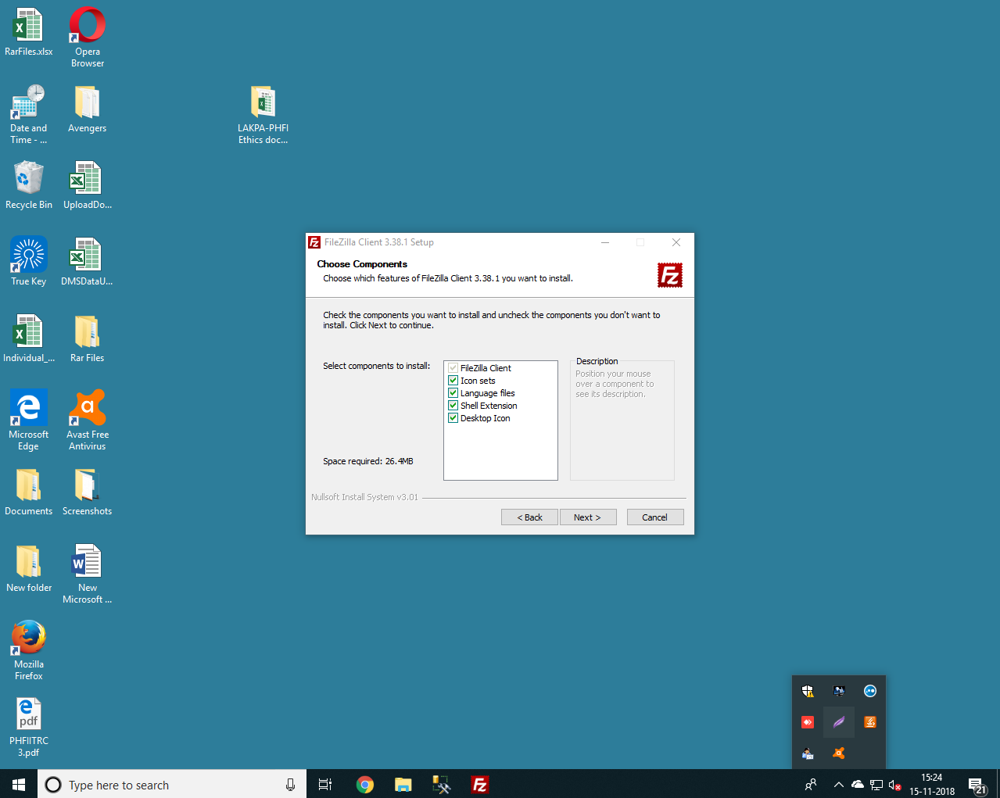 RarFiles.xlsx
Opera
Browser
Date and
Time - ...
Avengers
LAKPA-PHFI
Ethics doc...
Recycle Bin
UploadDo...
True Key
DMSDataU...
Individual_...
Rar Files
Microsoft
Edge
Avast Free
Antivirus
Documents
Screenshots
New folder
New
Microsoft ...
Mozilla
Firefox
pdf
PHFIITRC
3.pdf
FileZilla Client 3.38.1 Setup
Choose Components
Choose which features of FileZilla Client 3.38.1 you want to install.
Fz
Check the components you want to install and uncheck the components you don't want to
install. Click Next to continue.
Select components to install:
FileZilla Client
Icon sets
Language files
Shell Extension
Desktop Icon
Description
Position your mouse
over a component to
see its description.
Space required: 26.4MB
Nullsoft Install System v3.01
< Back
Next >
Cancel
Type here to search
Fz
15:24
15-11-2018
21